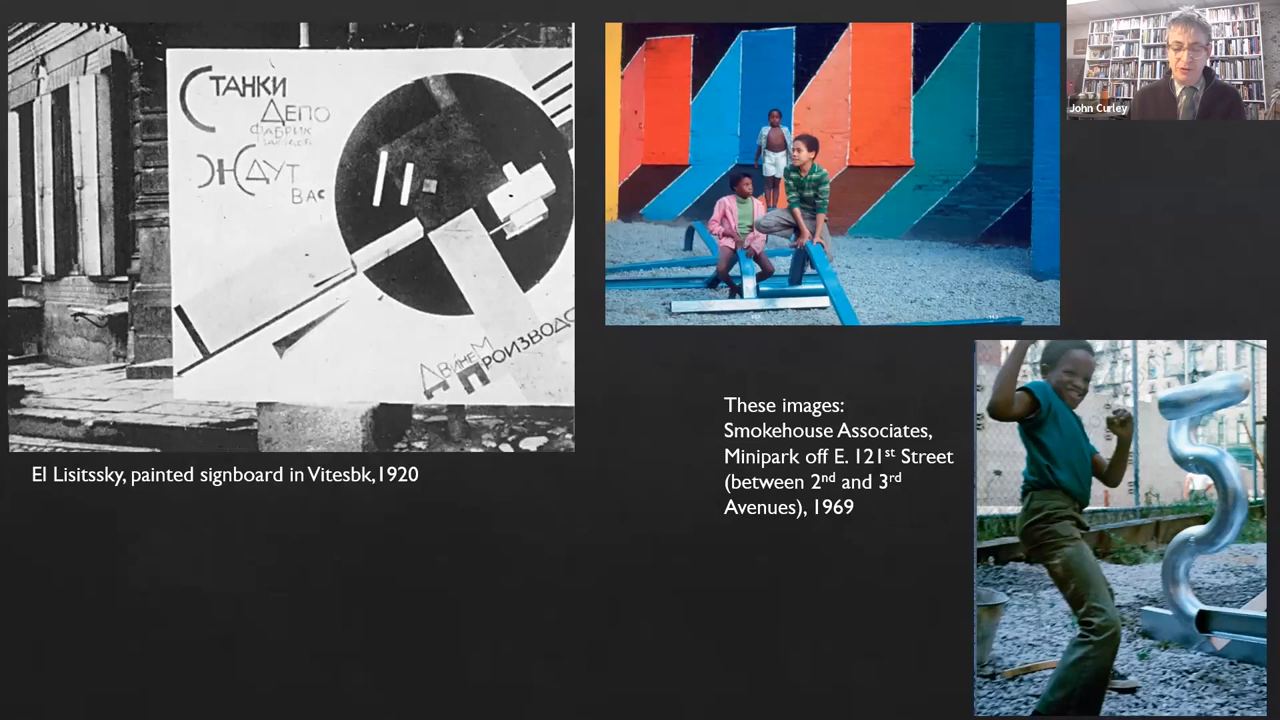 СТАНКИ
ДЕПО
ФАБРИК
ЖДУТ
ВАС
ДВИНЕМ
ПРОИЗВОДС
El Lisitssky, painted signboard in Vitesbk,1920
These images:
Smokehouse Associates,
Minipark off E. 121st Street
(between 2nd and 3rd
Avenues), 1969
John Curley